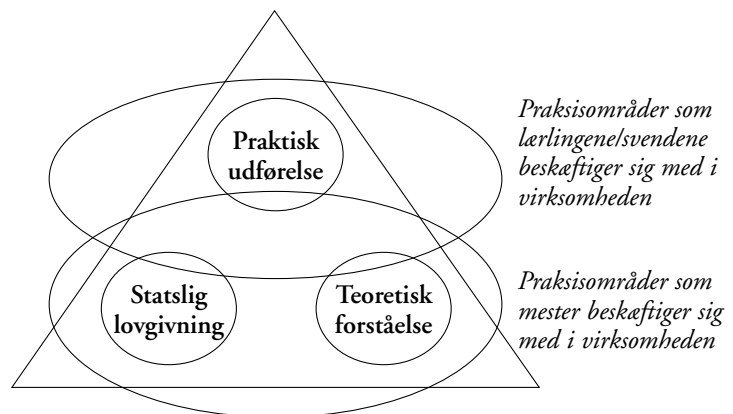 Praktisk
udførelse
Praksisområder som
lærlingene/svendene
beskæftiger sig med i
virksomheden
Statslig
lovgivning
Teoretisk
forståelse
Praksisområder som
mester beskæftiger sig
med i virksomheden